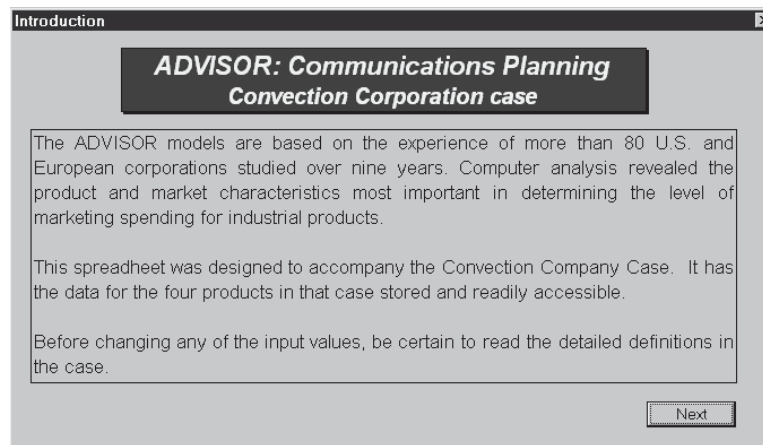 Introduction
ADVISOR: Communications Planning
Convection Corporation case
The ADVISOR models are based on the experience of more than 80 U.S. and
European corporations studied over nine years. Computer analysis revealed the
product and market characteristics most important in determining the level of
marketing spending for industrial products.
This spreadheet was designed to accompany the Convection Company Case. It has
the data for the four products in that case stored and readily accessible.
Before changing any of the input values, be certain to read the detailed definitions in
the case.
Next